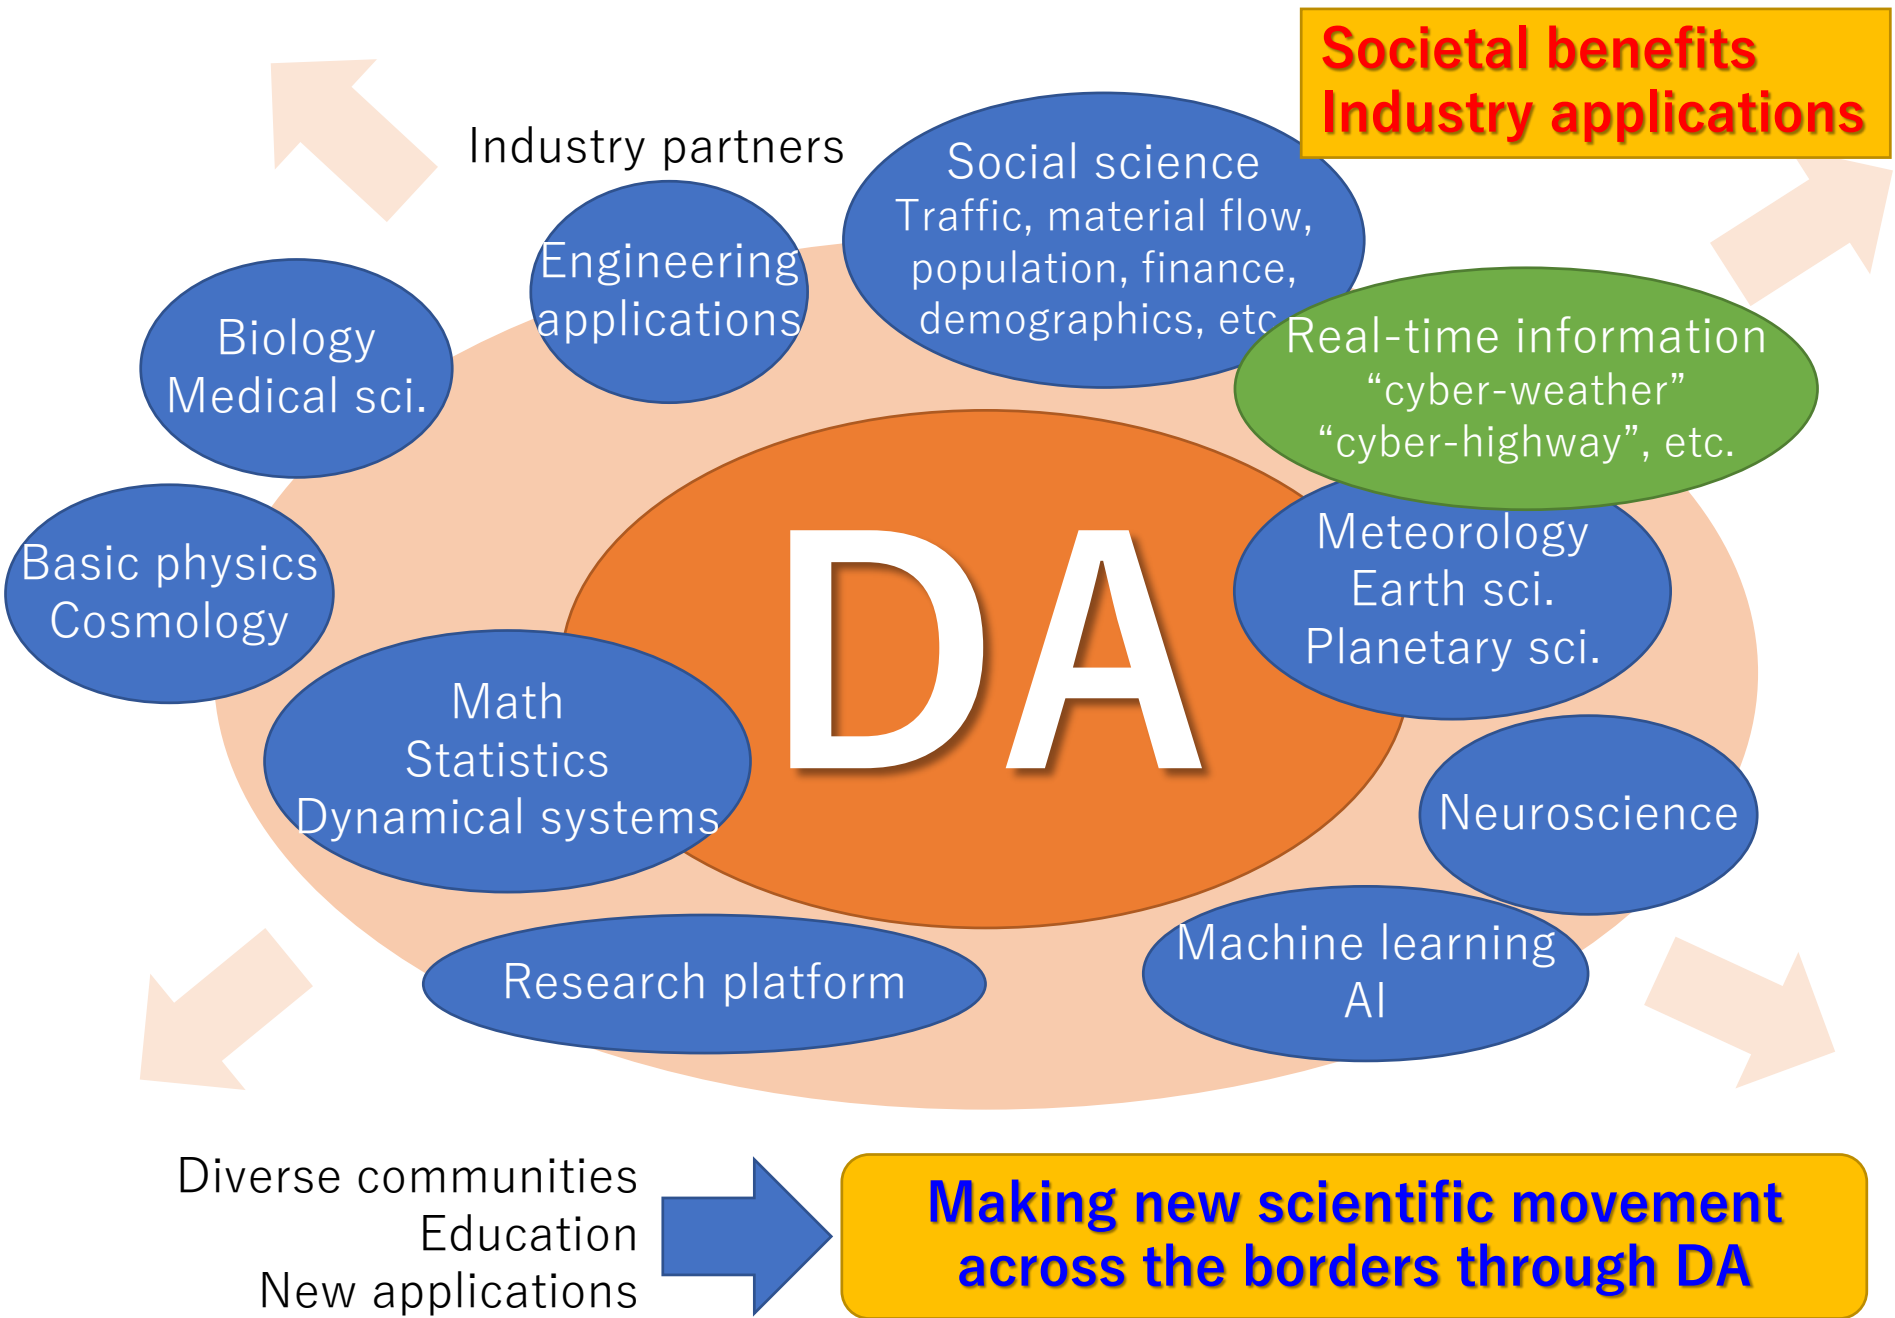 Societal benefits
Industry applications
Industry partners
Social science
Traffic, material flow,
population, finance,
demographics, etc
Engineering
applications
Real-time information
“cyber-weather”
“cyber-highway”, etc.
Biology
Medical sci.
Basic physics
Cosmology
DA
Meteorology
Earth sci.
Planetary sci.
Math
Statistics
Dynamical systems
Neuroscience
Research platform
Machine learning
AI
Diverse communities
Education
New applications
Making new scientific movement
across the borders through DA